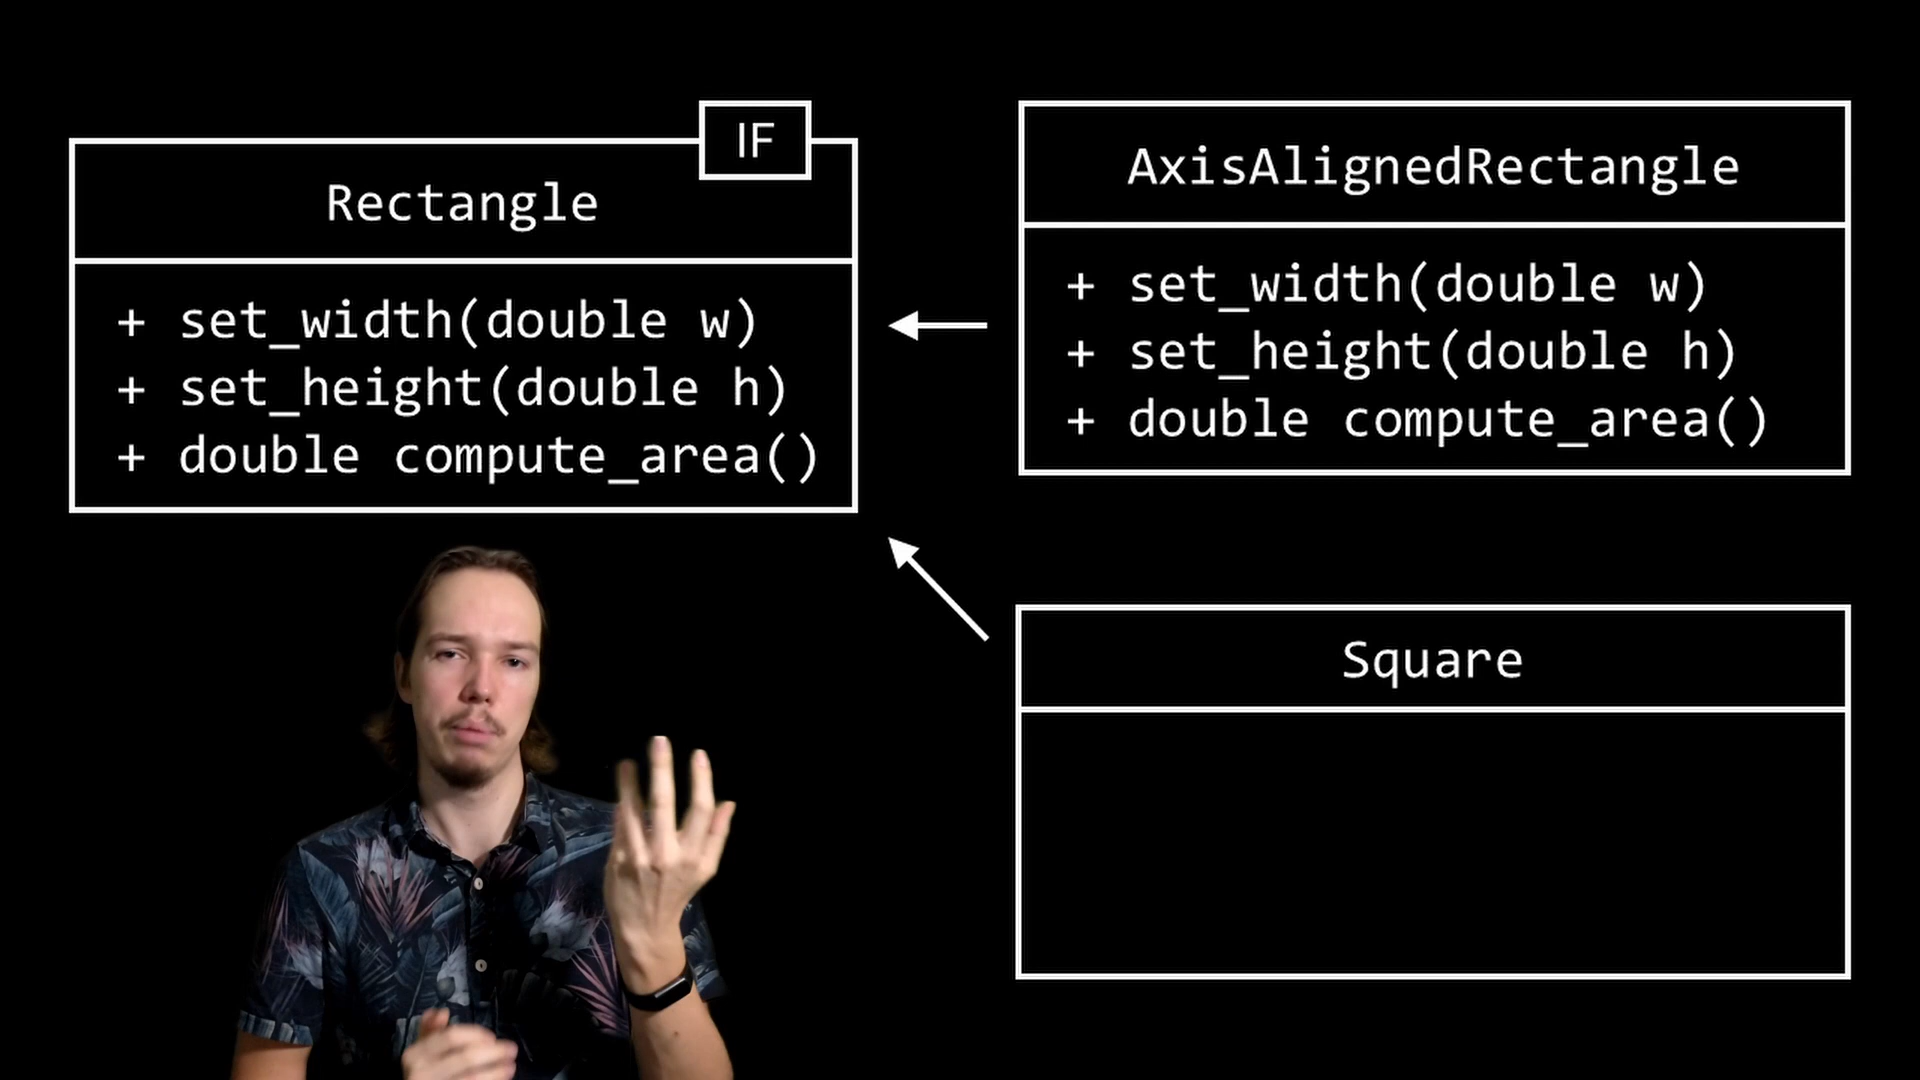 IF
Rectangle
+ set_width(double w)
+ set_height(double h)
+ double compute_area()
AxisAlignedRectangle
+ set_width(double w)
+ set_height(double h)
+ double compute_area()
Square